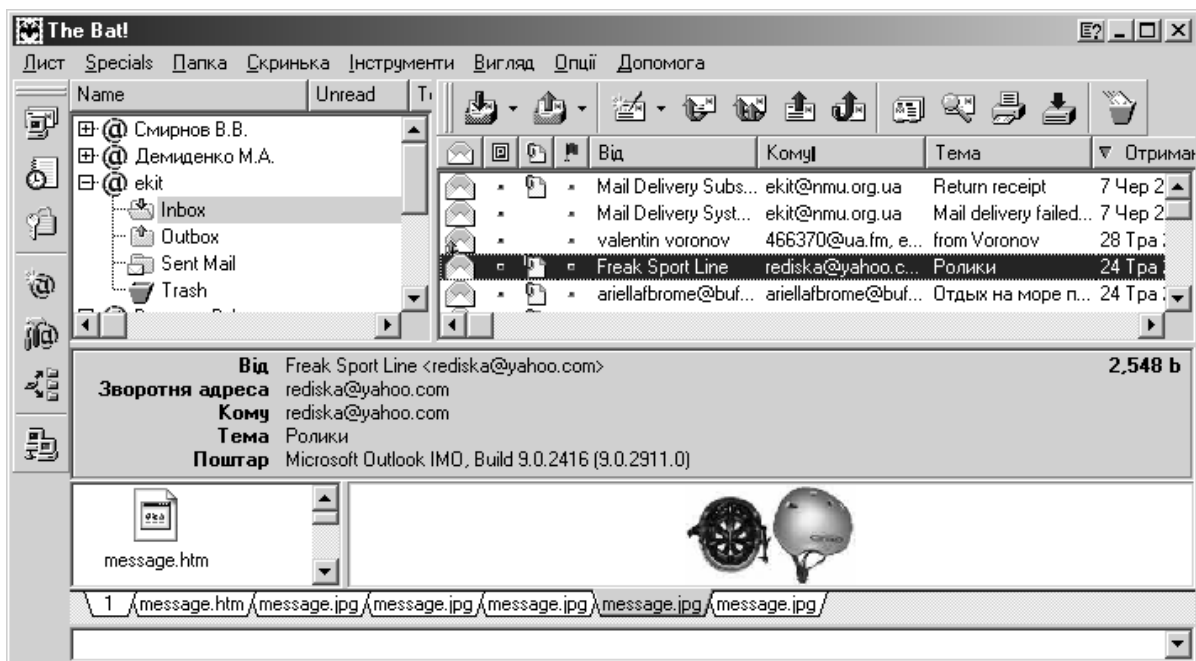 The Bat!
Лист Specials Папка Скринька Інструменти Вигляд Опції Допомога
Name Unread
Смирнов В.В.
Демиденко М.А.
ekit
Inbox
Outbox
Sent Mail
Trash
Від Кому Тема Отриман
Mail Delivery Subs... ekit@nmu.org.ua Return receipt 7 Чер 2
Mail Delivery Syst... ekit@nmu.org.ua Mail delivery failed... 7 Чер 2
valentin voronov 466370@ua.fm, e... from Voronov 28 Тра
Freak Sport Line rediska@yahoo.c... Ролики 24 Тра
ariellafbrome@buf... ariellafbrome@buf... Отдых на море п... 24 Тра
Від Freak Sport Line <rediska@yahoo.com> 2,548 b
Зворотня адреса rediska@yahoo.com
Кому rediska@yahoo.com
Тема Ролики
Поштар Microsoft Outlook IMO, Build 9.0.2416 (9.0.2911.0)
message.htm
1 message.htm message.jpg message.jpg message.jpg message.jpg message.jpg